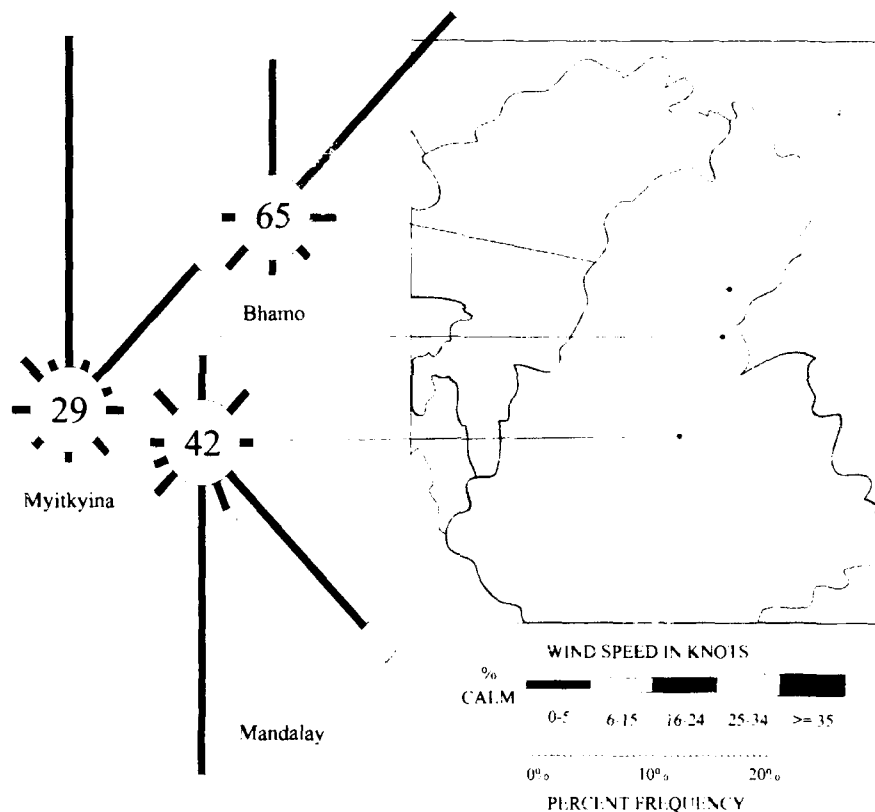 65
Bhamo
29
42
Myitkyina
Mandalay
WIND SPEED IN KNOTS
% CALM
0-5 6-15 16-24 25-34 >= 35
0% 10% 20%
PERCENT FREQUENCY